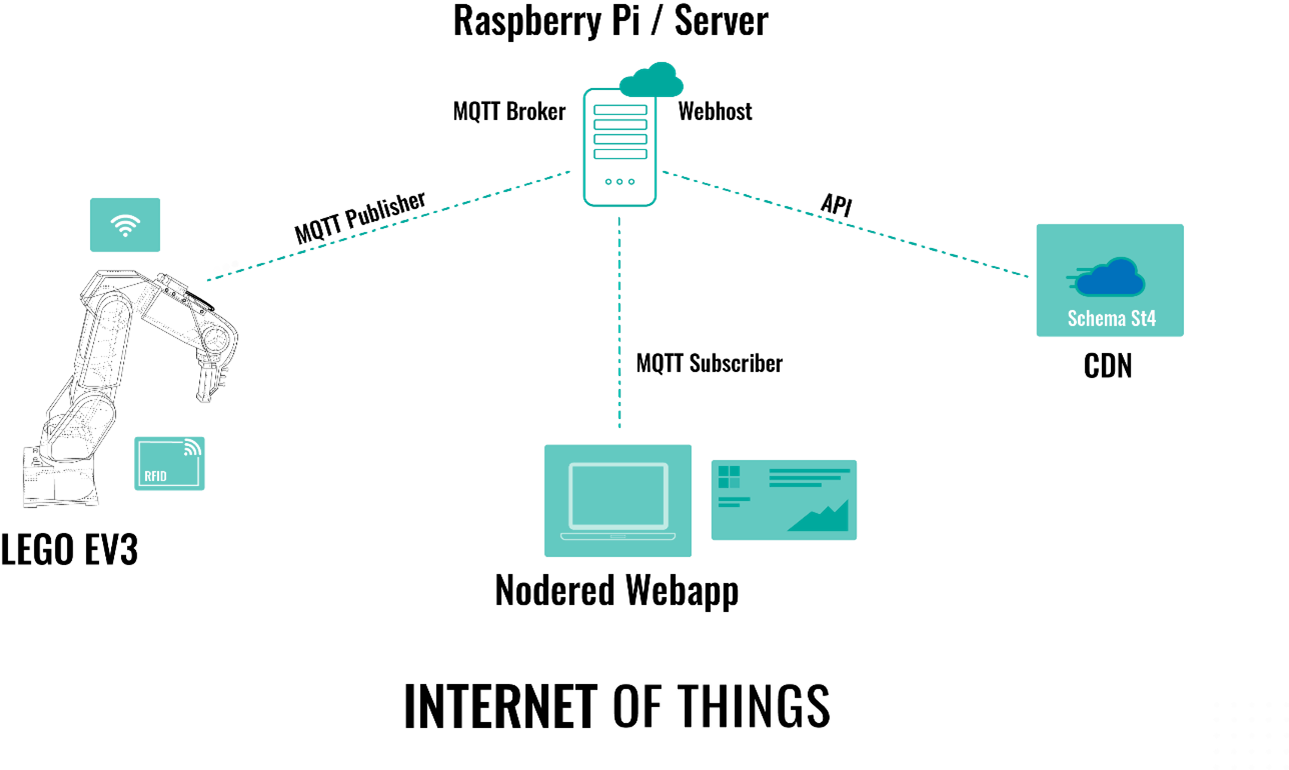 Raspberry Pi / Server
MQTT Broker
Webhost
MQTT Publisher
API
Schema St4
CDN
MQTT Subscriber
RFID
LEGO EV3
Nodered Webapp
INTERNET OF THINGS